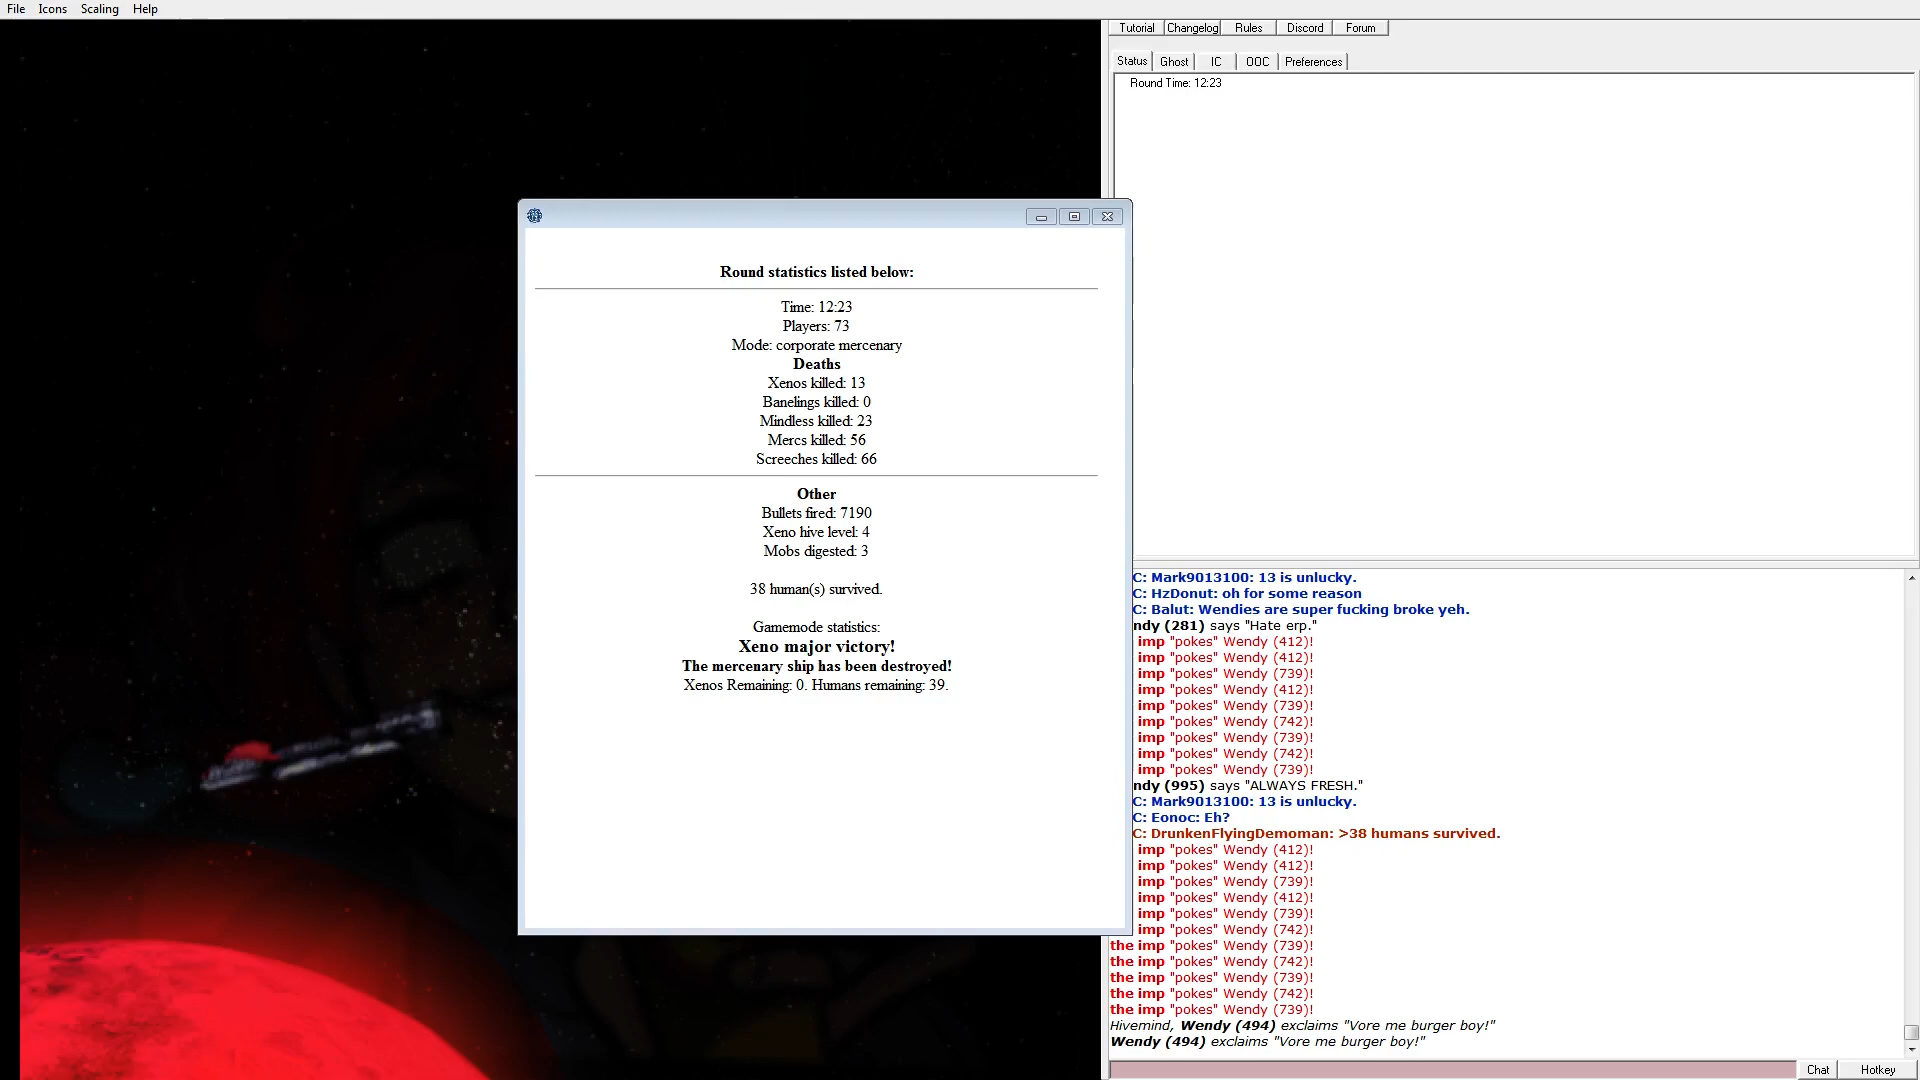 File Icons Scaling Help
Tutorial Changelog Rules Discord Forum
Status Ghost IC OOC Preferences
Round Time: 12:23
Round statistics listed below:
Time: 12:23
Players: 73
Mode: corporate mercenary
Deaths
Xenos killed: 13
Banelings killed: 0
Mindless killed: 23
Mercs killed: 56
Screeches killed: 66
Other
Bullets fired: 7190
Xeno hive level: 4
Mobs digested: 3
38 human(s) survived.
Gamemode statistics:
Xeno major victory!
The mercenary ship has been destroyed!
Xenos Remaining: 0. Humans remaining: 39.
C: Mark9013100: 13 is unlucky.
C: HzDonut: oh for some reason
C: Balut: Wendies are super fucking broke yeh.
ndy (281) says "Hate erp."
imp "pokes" Wendy (412)!
imp "pokes" Wendy (412)!
imp "pokes" Wendy (739)!
imp "pokes" Wendy (412)!
imp "pokes" Wendy (739)!
imp "pokes" Wendy (742)!
imp "pokes" Wendy (739)!
imp "pokes" Wendy (742)!
imp "pokes" Wendy (739)!
ndy (995) says "ALWAYS FRESH."
C: Mark9013100: 13 is unlucky.
C: Eonoc: Eh?
C: DrunkenFlyingDemoman: >38 humans survived.
imp "pokes" Wendy (412)!
imp "pokes" Wendy (412)!
imp "pokes" Wendy (739)!
imp "pokes" Wendy (412)!
imp "pokes" Wendy (739)!
imp "pokes" Wendy (742)!
the imp "pokes" Wendy (739)!
the imp "pokes" Wendy (742)!
the imp "pokes" Wendy (739)!
the imp "pokes" Wendy (742)!
the imp "pokes" Wendy (739)!
Hivemind, Wendy (494) exclaims "Vore me burger boy!"
Wendy (494) exclaims "Vore me burger boy!"
Chat Hotkey